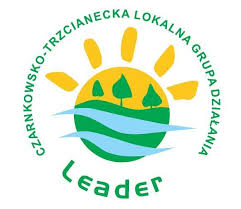 CZARNKOWSKO-TRZCIANECKA LOKALNA GRUPA DZIAŁANIA
Leader